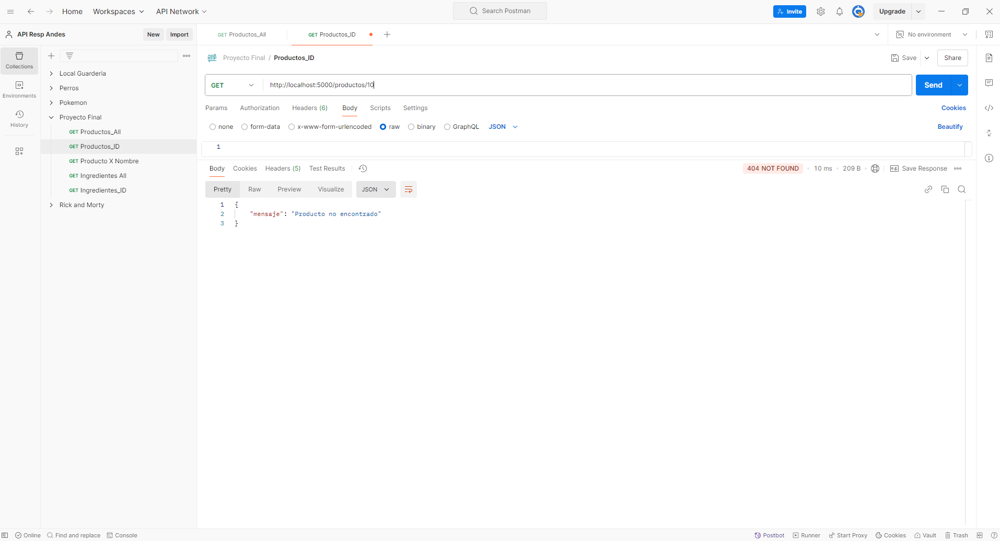 Home Workspaces API Network Search Postman Invite Upgrade
API Resp Andes New Import GET Productos_All GET Productos_ID No environment
Collections
Environments
History
Local Guarderia
Perros
Pokemon
Proyecto Final
GET Productos_All
GET Productos_ID
GET Producto X Nombre
GET Ingredientes All
GET Ingredientes_ID
Rick and Morty
HTTP Proyecto Final / Productos_ID Save Share
GET http://localhost:5000/productos/10 Send
Params Authorization Headers (6) Body Scripts Settings Cookies
none form-data x-www-form-urlencoded raw binary GraphQL JSON Beautify
1
Body Cookies Headers (5) Test Results 404 NOT FOUND 10 ms 209 B e.g. Save Response
Pretty Raw Preview Visualize JSON
1 {
2 "mensaje": "Producto no encontrado"
3 }
Online Find and replace Console Postbot Runner Start Proxy Cookies Vault Trash